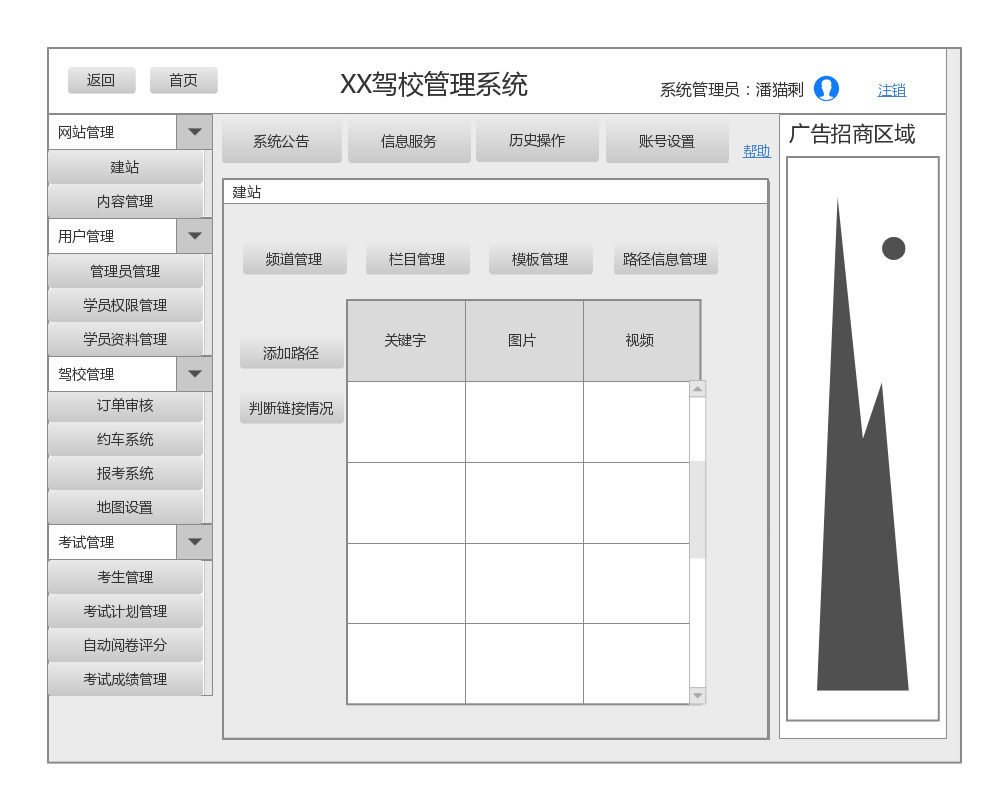 返回
首页
XX驾校管理系统
系统管理员：潘猫剩
注销
网站管理
建站
内容管理
用户管理
管理员管理
学员权限管理
学员资料管理
驾校管理
订单审核
约车系统
报考系统
地图设置
考试管理
考生管理
考试计划管理
自动阅卷评分
考试成绩管理
系统公告
信息服务
历史操作
账号设置
帮助
建站
频道管理
栏目管理
模板管理
路径信息管理
添加路径
判断链接情况
关键字
图片
视频
广告招商区域